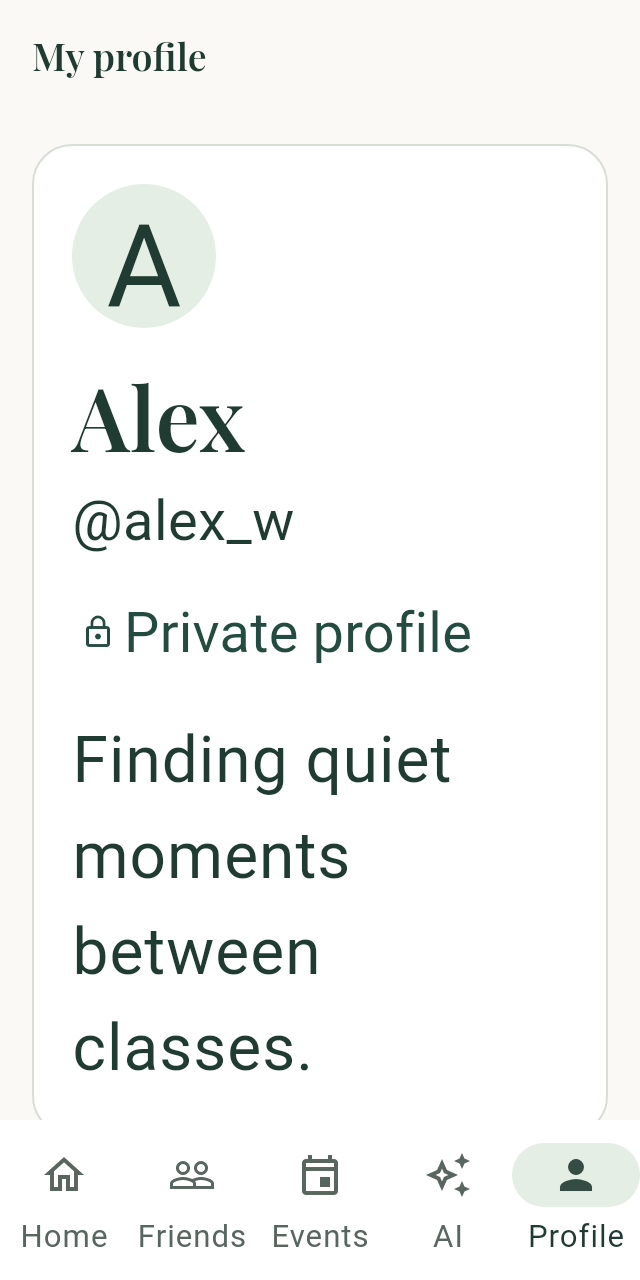 My profile
A
Alex
@alex_w
Private profile
Finding quiet
moments
between
classes.
Home Friends Events AI Profile